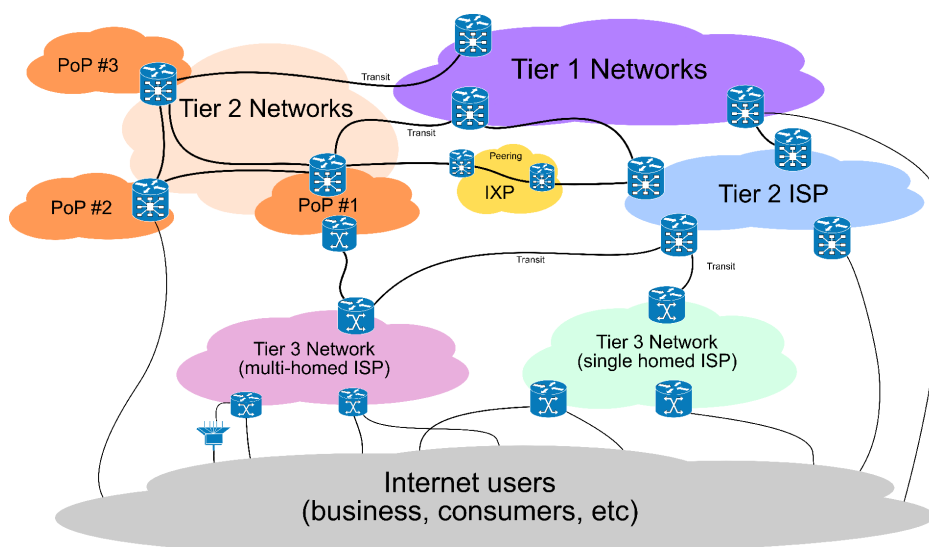 PoP #3
Tier 1 Networks
Transit
Tier 2 Networks
Transit
Peering
IXP
Tier 2 ISP
PoP #2
PoP #1
Transit
Transit
Tier 3 Network
(multi-homed ISP)
Tier 3 Network
(single homed ISP)
Internet users
(business, consumers, etc)